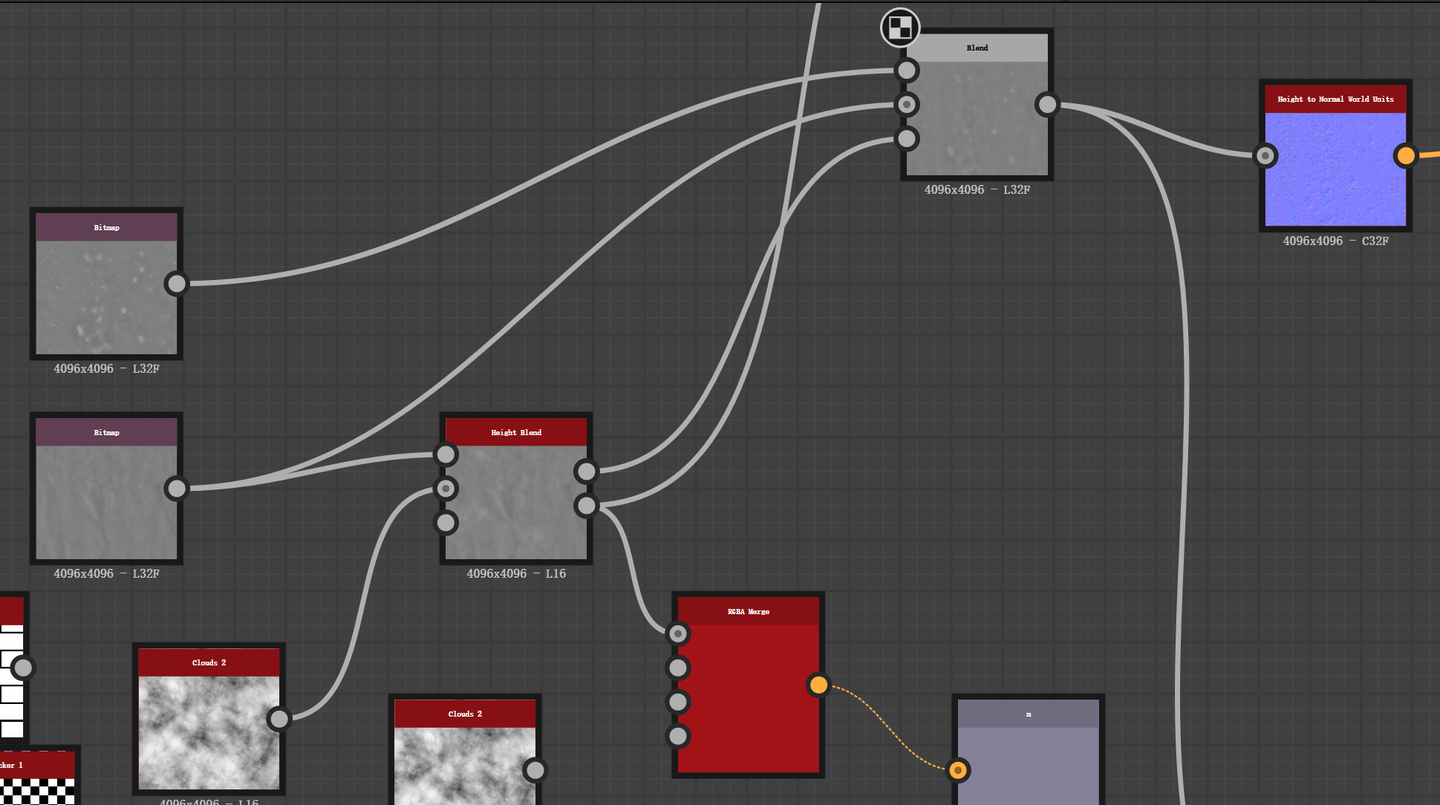 Blend
4096x4096 - L32F
Height to Normal World Units
4096x4096 - C32F
Bitmap
4096x4096 - L32F
Bitmap
4096x4096 - L32F
Height Blend
4096x4096 - L16
RGBA Merge
Clouds 2
4096x4096 - L16
Clouds 2
m
cker 1